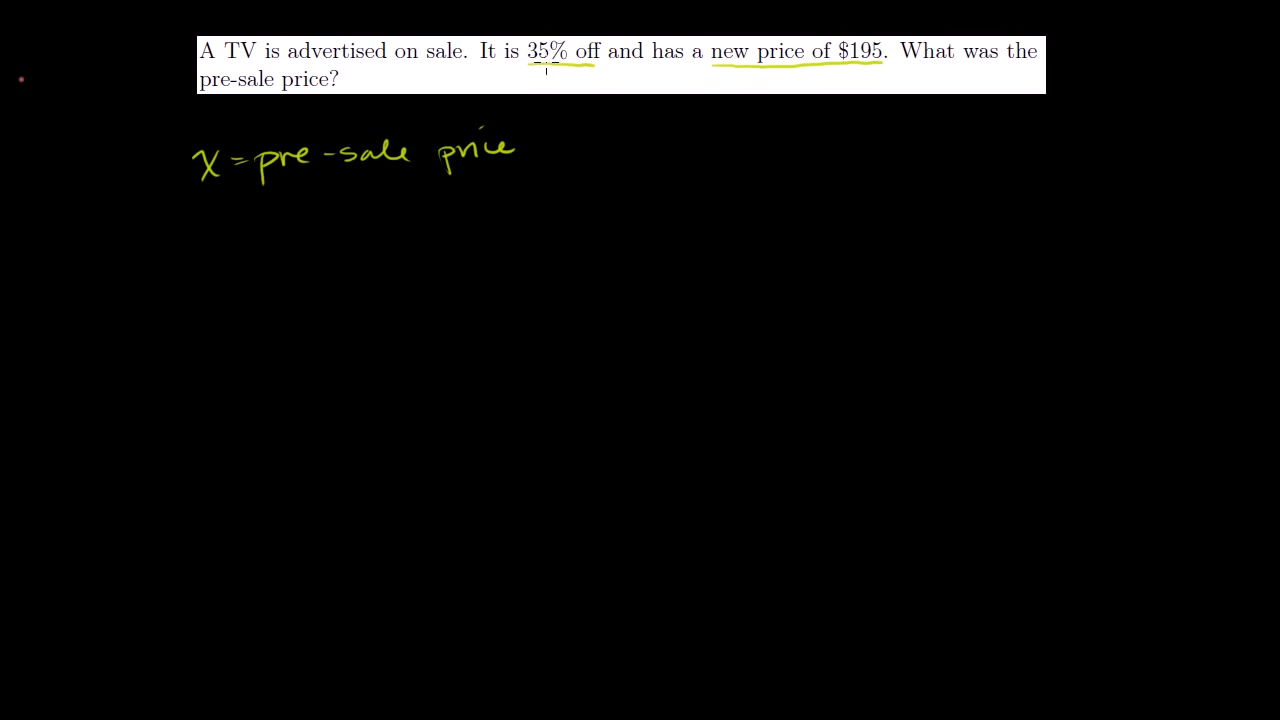 A TV is advertised on sale. It is 35% off and has a new price of $195. What was the
pre-sale price?
x = pre-sale price